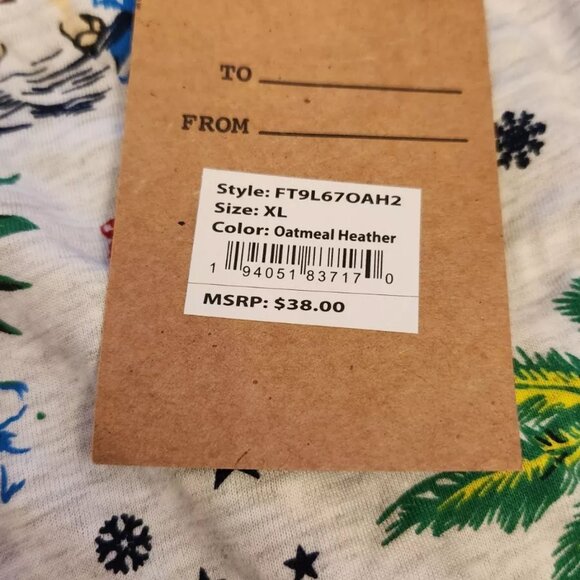 TO
FROM
Style: FT9L67OAH2
Size: XL
Color: Oatmeal Heather
1 94051 83717 0
MSRP: $38.00